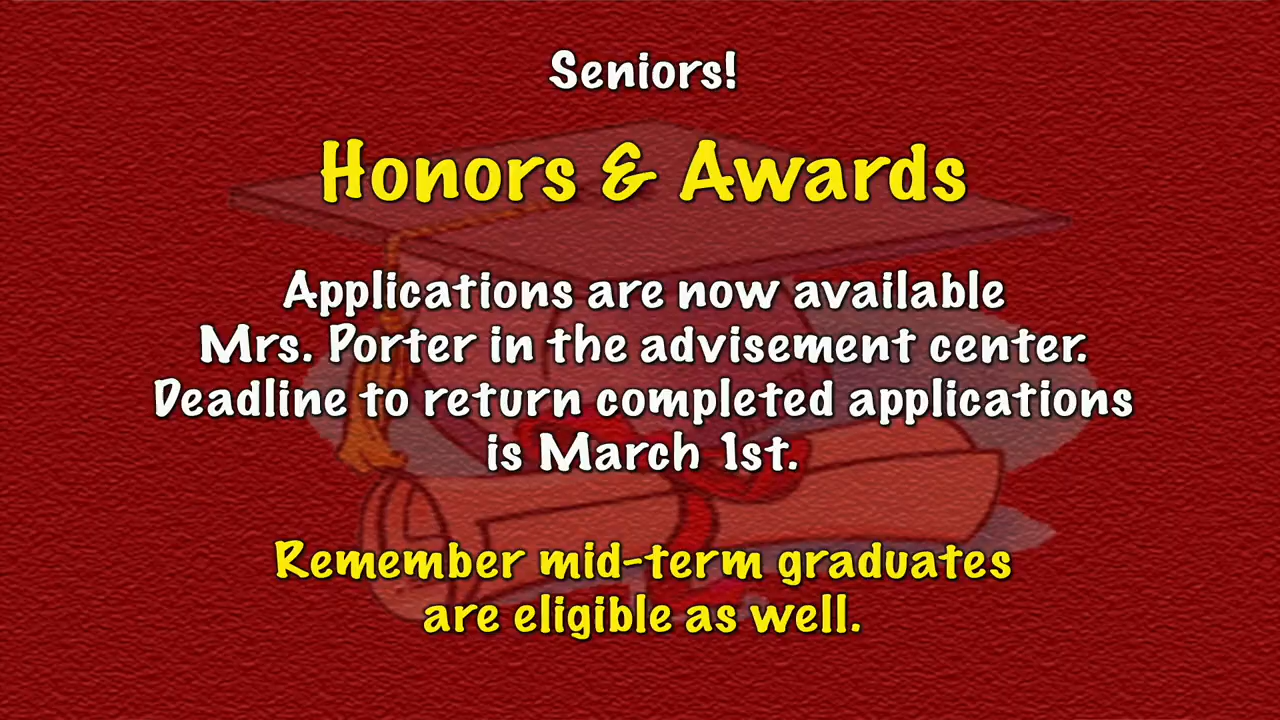 Seniors!
Honors & Awards
Applications are now available
Mrs. Porter in the advisement center.
Deadline to return completed applications
is March 1st.
Remember mid-term graduates
are eligible as well.